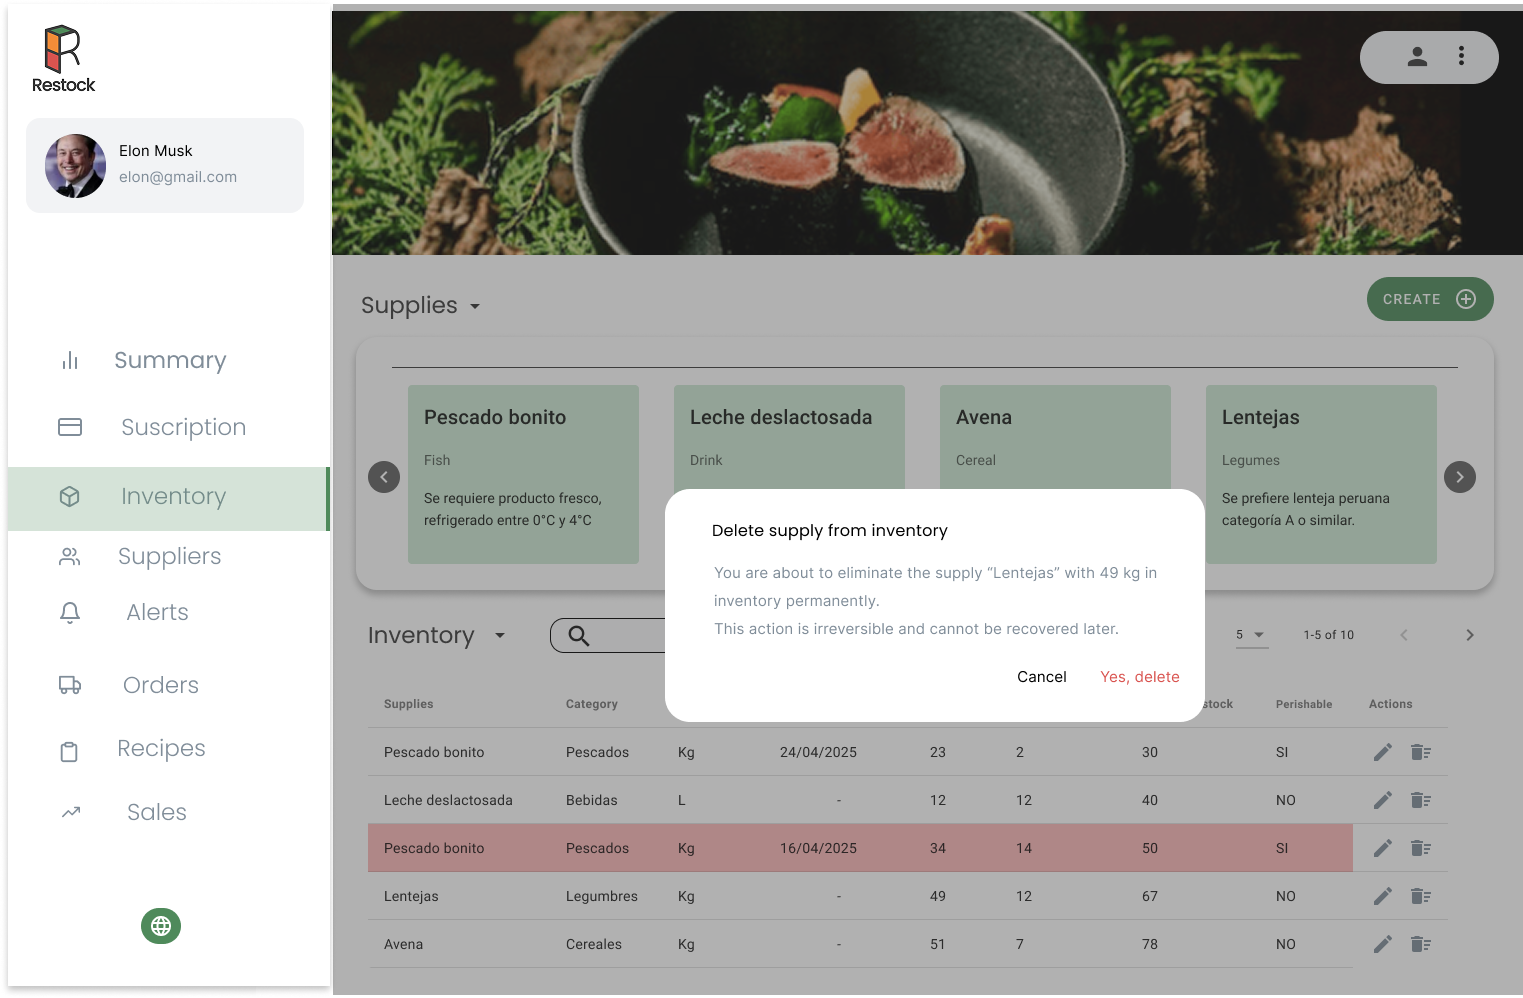 Restock
Elon Musk
elon@gmail.com
Summary
Suscription
Inventory
Suppliers
Alerts
Orders
Recipes
Sales
Supplies
CREATE
Pescado bonito
Fish
Se requiere producto fresco,
refrigerado entre 0°C y 4°C
Leche deslactosada
Drink
Avena
Cereal
Lentejas
Legumes
Se prefiere lenteja peruana
categoría A o similar.
Delete supply from inventory
You are about to eliminate the supply “Lentejas” with 49 kg in
inventory permanently.
This action is irreversible and cannot be recovered later.
Cancel Yes, delete
Inventory
5 1-5 of 10
Supplies Category stock Perishable Actions
Pescado bonito Pescados Kg 24/04/2025 23 2 30 SI
Leche deslactosada Bebidas L - 12 12 40 NO
Pescado bonito Pescados Kg 16/04/2025 34 14 50 SI
Lentejas Legumbres Kg - 49 12 67 NO
Avena Cereales Kg - 51 7 78 NO